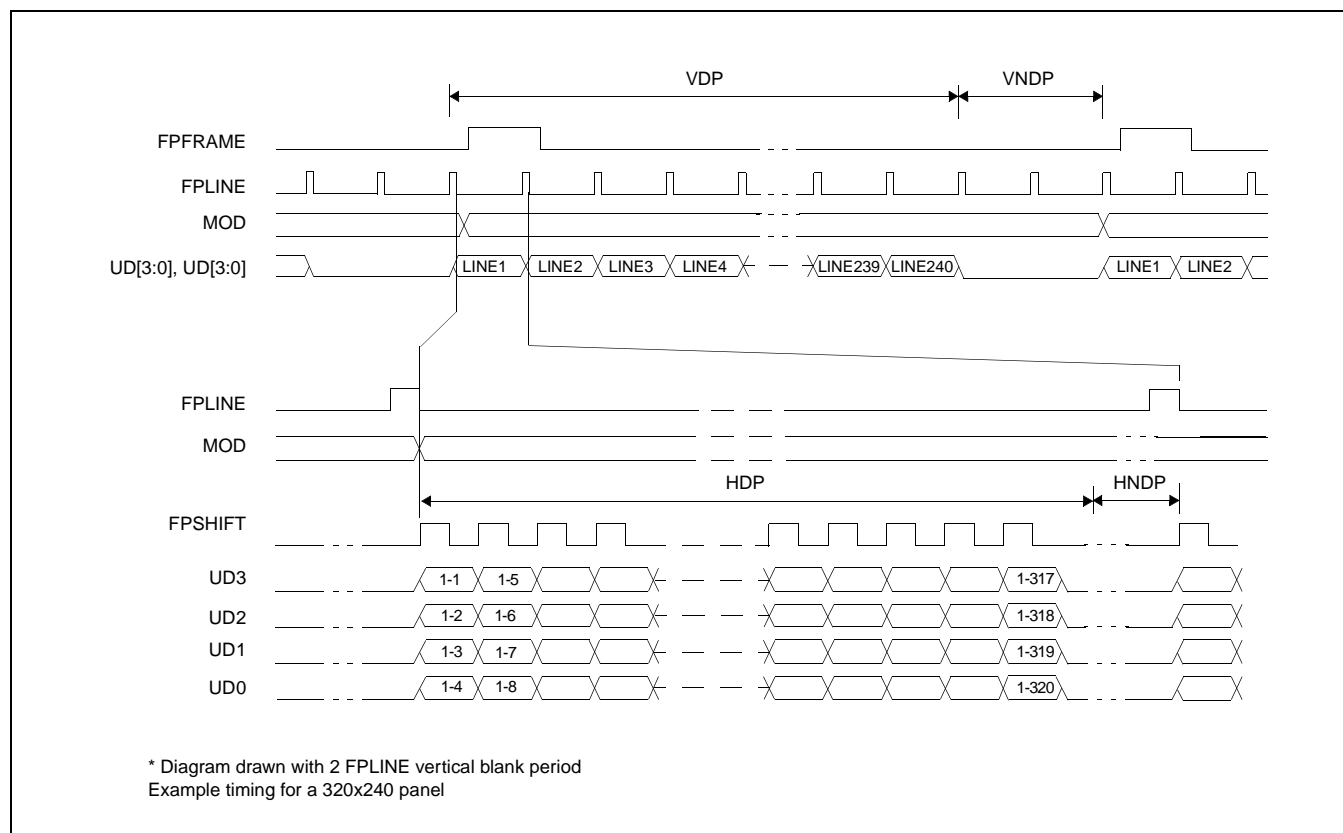 VDP VNDP
FPFRAME
FPLINE
MOD
UD[3:0], UD[3:0] LINE1 LINE2 LINE3 LINE4 LINE239 LINE240 LINE1 LINE2
FPLINE
MOD
HDP HNDP
FPSHIFT
UD3 1-1 1-5 1-317
UD2 1-2 1-6 1-318
UD1 1-3 1-7 1-319
UD0 1-4 1-8 1-320
* Diagram drawn with 2 FPLINE vertical blank period
Example timing for a 320x240 panel